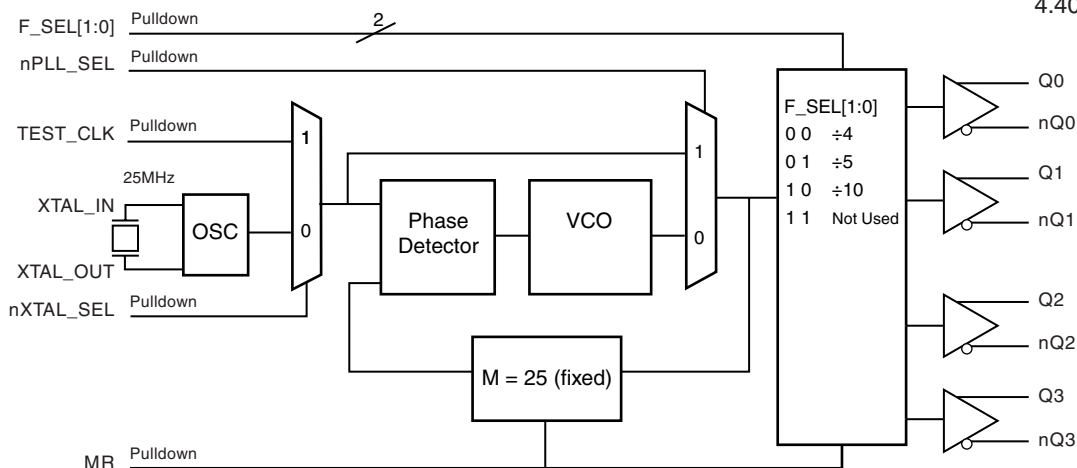 4.40
F_SEL[1:0] Pulldown
2
nPLL_SEL Pulldown
TEST_CLK Pulldown
25MHz
XTAL_IN
OSC
XTAL_OUT
nXTAL_SEL Pulldown
1
0
Phase
Detector
VCO
1
0
M = 25 (fixed)
MR Pulldown
F_SEL[1:0]
0 0 ÷4
0 1 ÷5
1 0 ÷10
1 1 Not Used
Q0
nQ0
Q1
nQ1
Q2
nQ2
Q3
nQ3